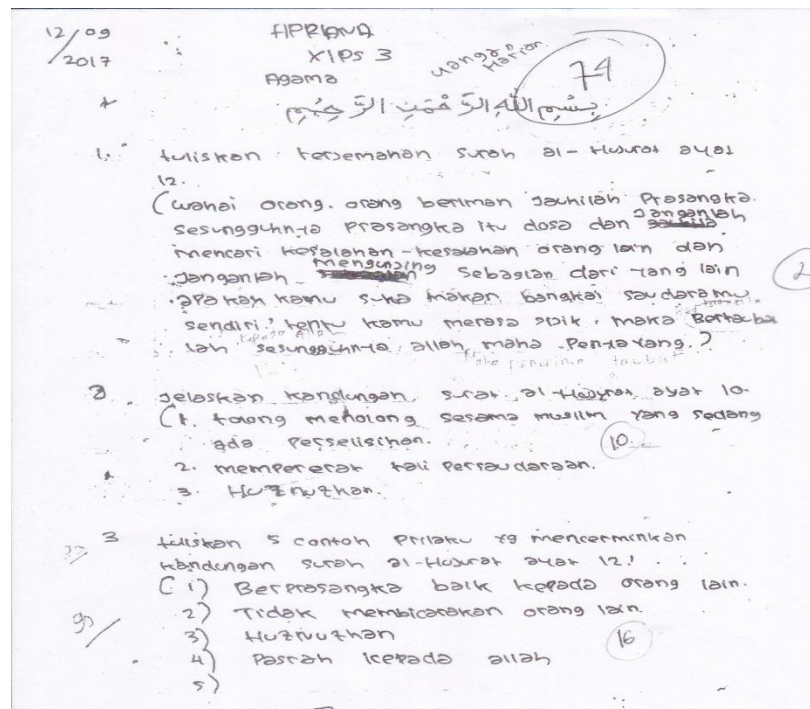 12/09
2017
APRIANA
XIPS 3
Agama
Ulangan Harian
74
بِسْمِ اللَّهِ الرَّحْمَنِ الرَّحِيْمِ
1. tuliskan terjemahan surah al-Hujurat ayat
12.
(wahai orang-orang beriman Jauhilah Prasangka.
sesungguhnya Prasangka itu dosa dan Janganlah
mencari kesalahan-kesalahan orang lain dan
Janganlah mengunjing sebagian dari yang lain
apakah kamu suka makan bangkai saudaramu
sendiri? tentu kamu merasa jijik. maka Bertaubat
lah sesungguhnya allah maha Penyayang.)
2
2. Jelaskan kandungan surat al-Hujurat ayat 10.
(1. tolong menolong sesama muslim yang sedang
ada Perselisihan.
10
2. mempererat tali Persaudaraan.
3. Huznuzhan.
3 tuliskan 5 contoh Prilaku yg mencerminkan
kandungan surah al-Hujurat ayat 12!
(1) Berprasangka baik kepada orang lain.
2) Tidak membicarakan orang lain.
3) Huznuzhan
16
4) Pasrah kepada allah
5)